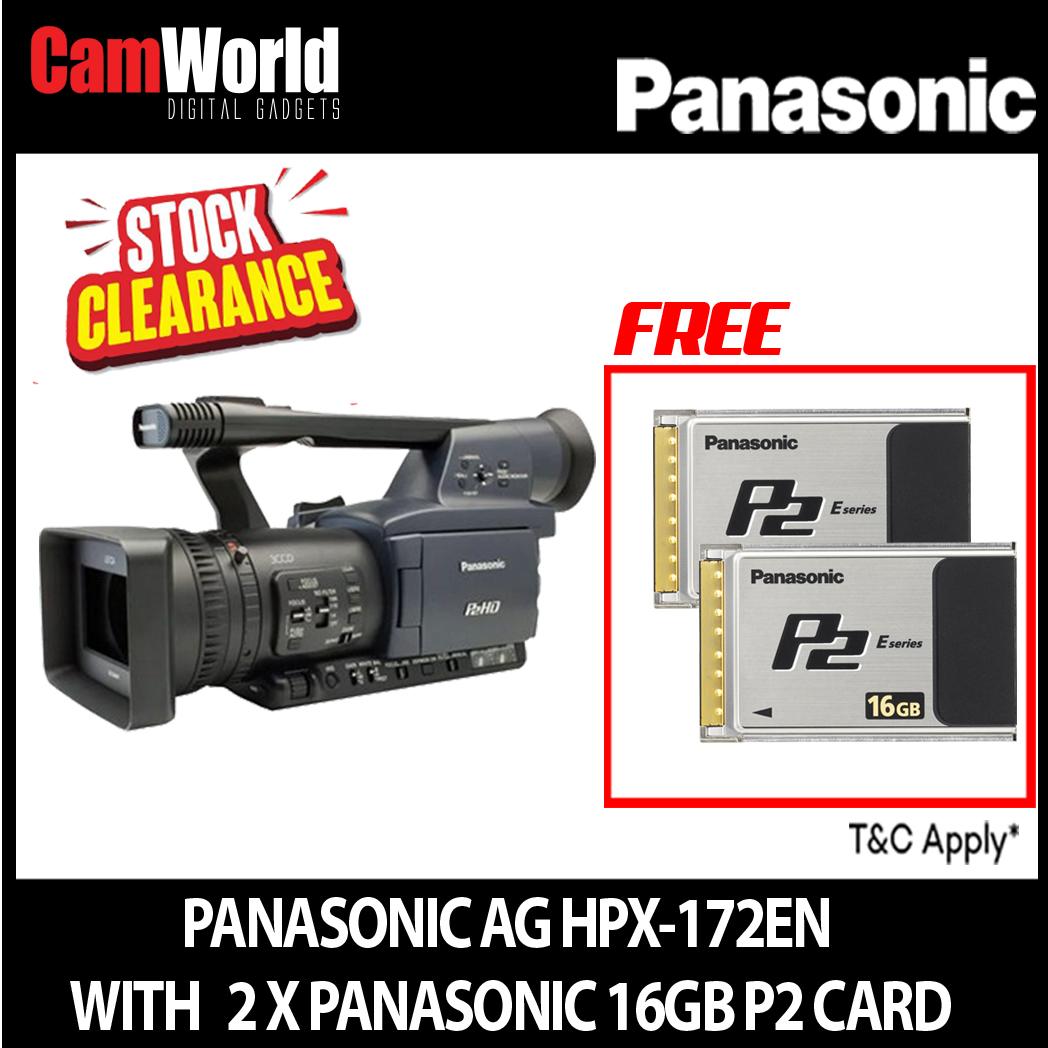 CamWorld
DIGITAL GADGETS
Panasonic
STOCK
CLEARANCE
FREE
Panasonic
P2 E series
Panasonic
P2 E series
16GB
3CCD
Panasonic
P2HD
T&C Apply*
PANASONIC AG HPX-172EN
WITH 2 X PANASONIC 16GB P2 CARD